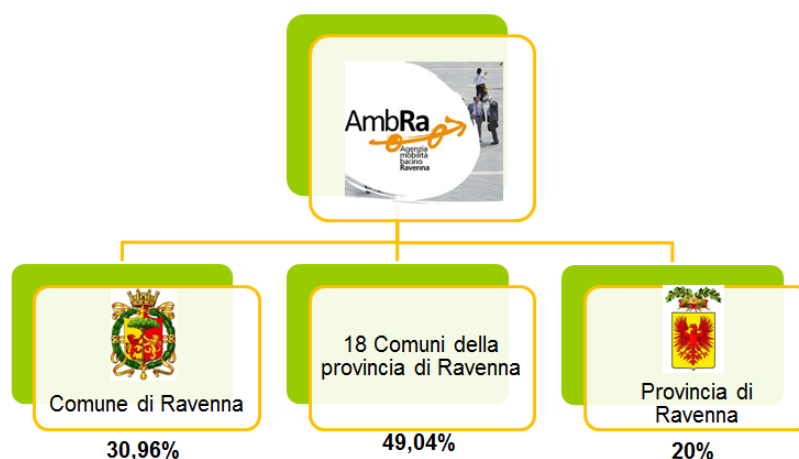 AmbRa
Agenzia
mobilità
bacino
Ravenna
Comune di Ravenna
30,96%
18 Comuni della
provincia di Ravenna
49,04%
Provincia di
Ravenna
20%